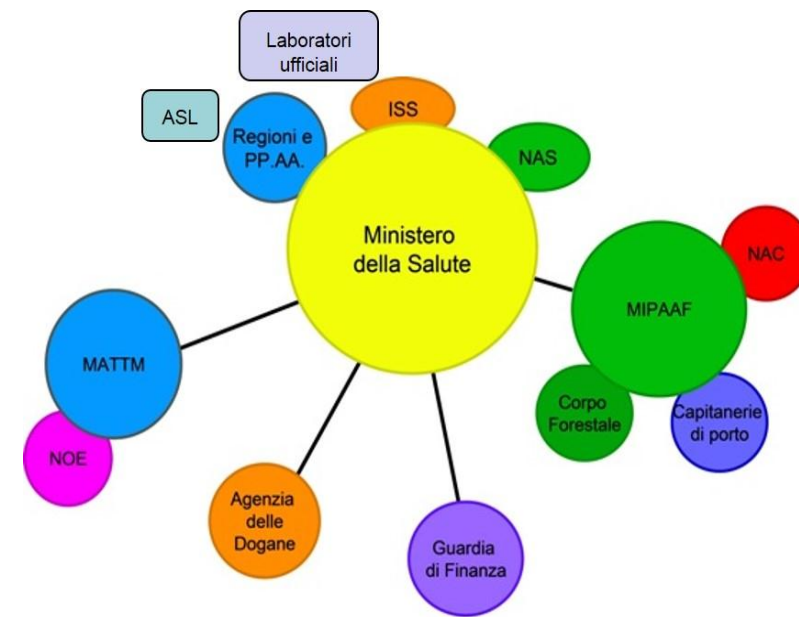 Laboratori
ufficiali
ASL
Regioni e
PP.AA.
ISS
NAS
Ministero
della Salute
NAC
MIPAAF
MATTM
Corpo
Forestale
Capitanerie
di porto
NOE
Agenzia
delle
Dogane
Guardia
di Finanza